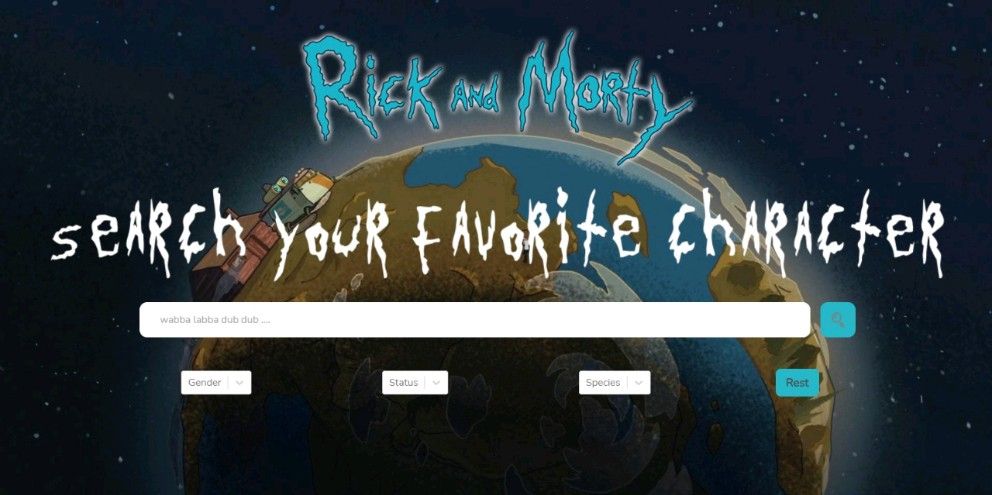 Rick and Morty
Search your favorite character
wabba labba dub dub ....
Gender
Status
Species
Rest